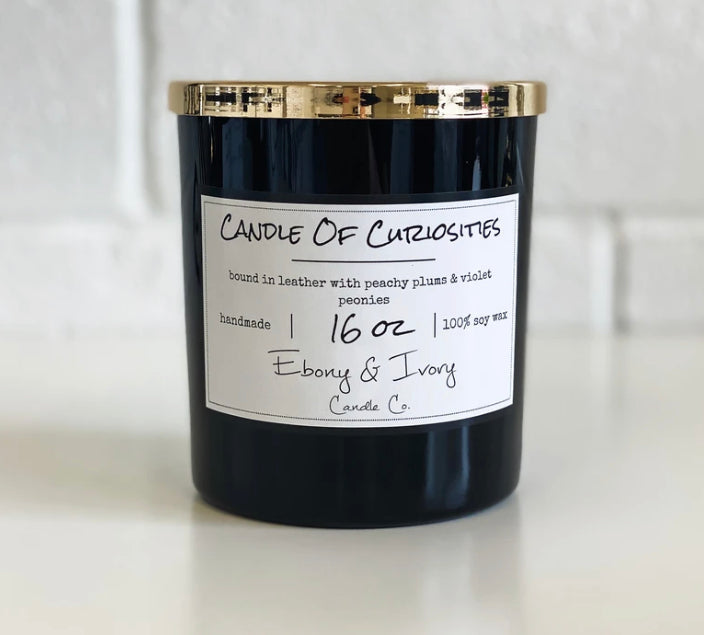 Candle Of Curiosities
bound in leather with peachy plums & violet
peonies
handmade | 16 oz | 100% soy wax
Ebony & Ivory
Candle Co.